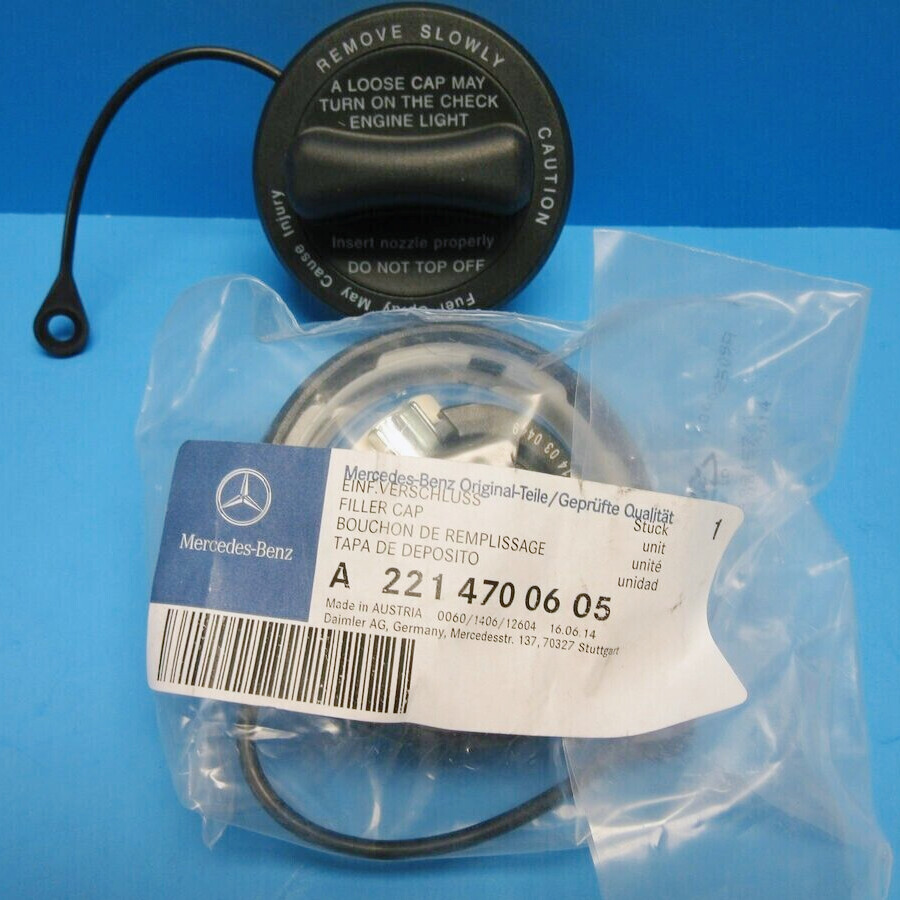 REMOVE SLOWLY
A LOOSE CAP MAY
TURN ON THE CHECK
ENGINE LIGHT
CAUTION
Insert nozzle properly
DO NOT TOP OFF
Fuel Spray May Cause Injury
Mercedes-Benz
Mercedes-Benz Original-Teile/Geprüfte Qualität
EINF.VERSCHLUSS Stück 1
FILLER CAP unit
BOUCHON DE REMPLISSAGE unité
TAPA DE DEPOSITO unidad
A 221 470 06 05
Made in AUSTRIA 0060/1406/12604 16.06.14
Daimler AG, Germany, Mercedesstr. 137, 70327 Stuttgart